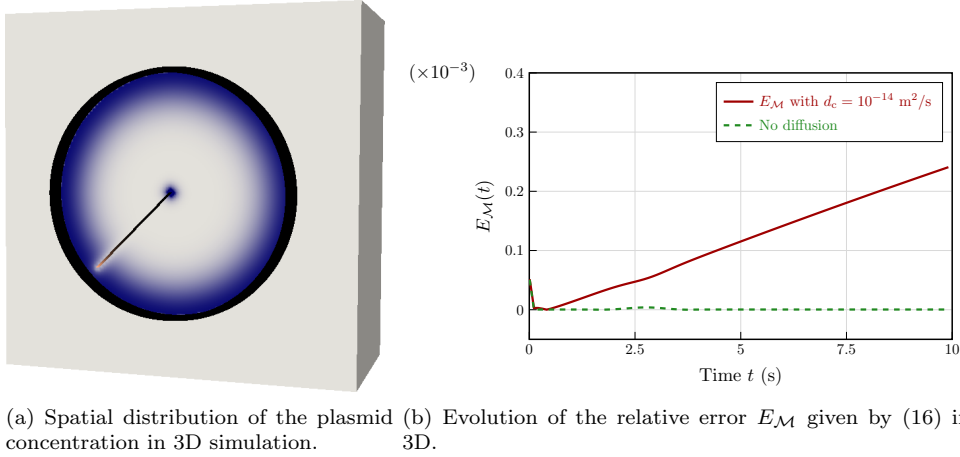 (×10⁻³)
0.4
0.3
0.2
0.1
0
E_M(t)
E_M with d_c = 10⁻¹⁴ m²/s
No diffusion
0 2.5 5 7.5 10
Time t (s)
(a) Spatial distribution of the plasmid
concentration in 3D simulation.
(b) Evolution of the relative error E_M given by (16) in
3D.